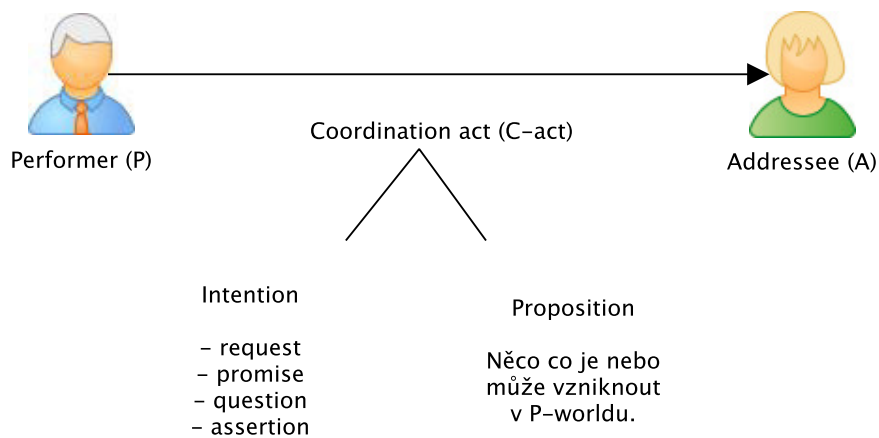 Performer (P)
Coordination act (C-act)
Addressee (A)
Intention
- request
- promise
- question
- assertion
Proposition
Něco co je nebo
může vzniknout
v P-worldu.